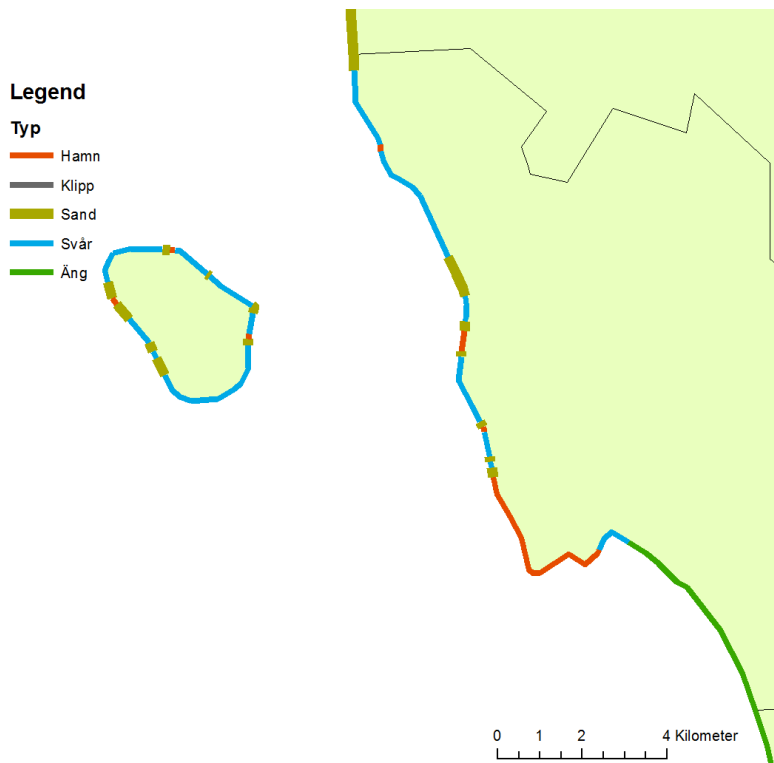 Legend
Typ
Hamn
Klipp
Sand
Svår
Äng
0 1 2 4 Kilometer